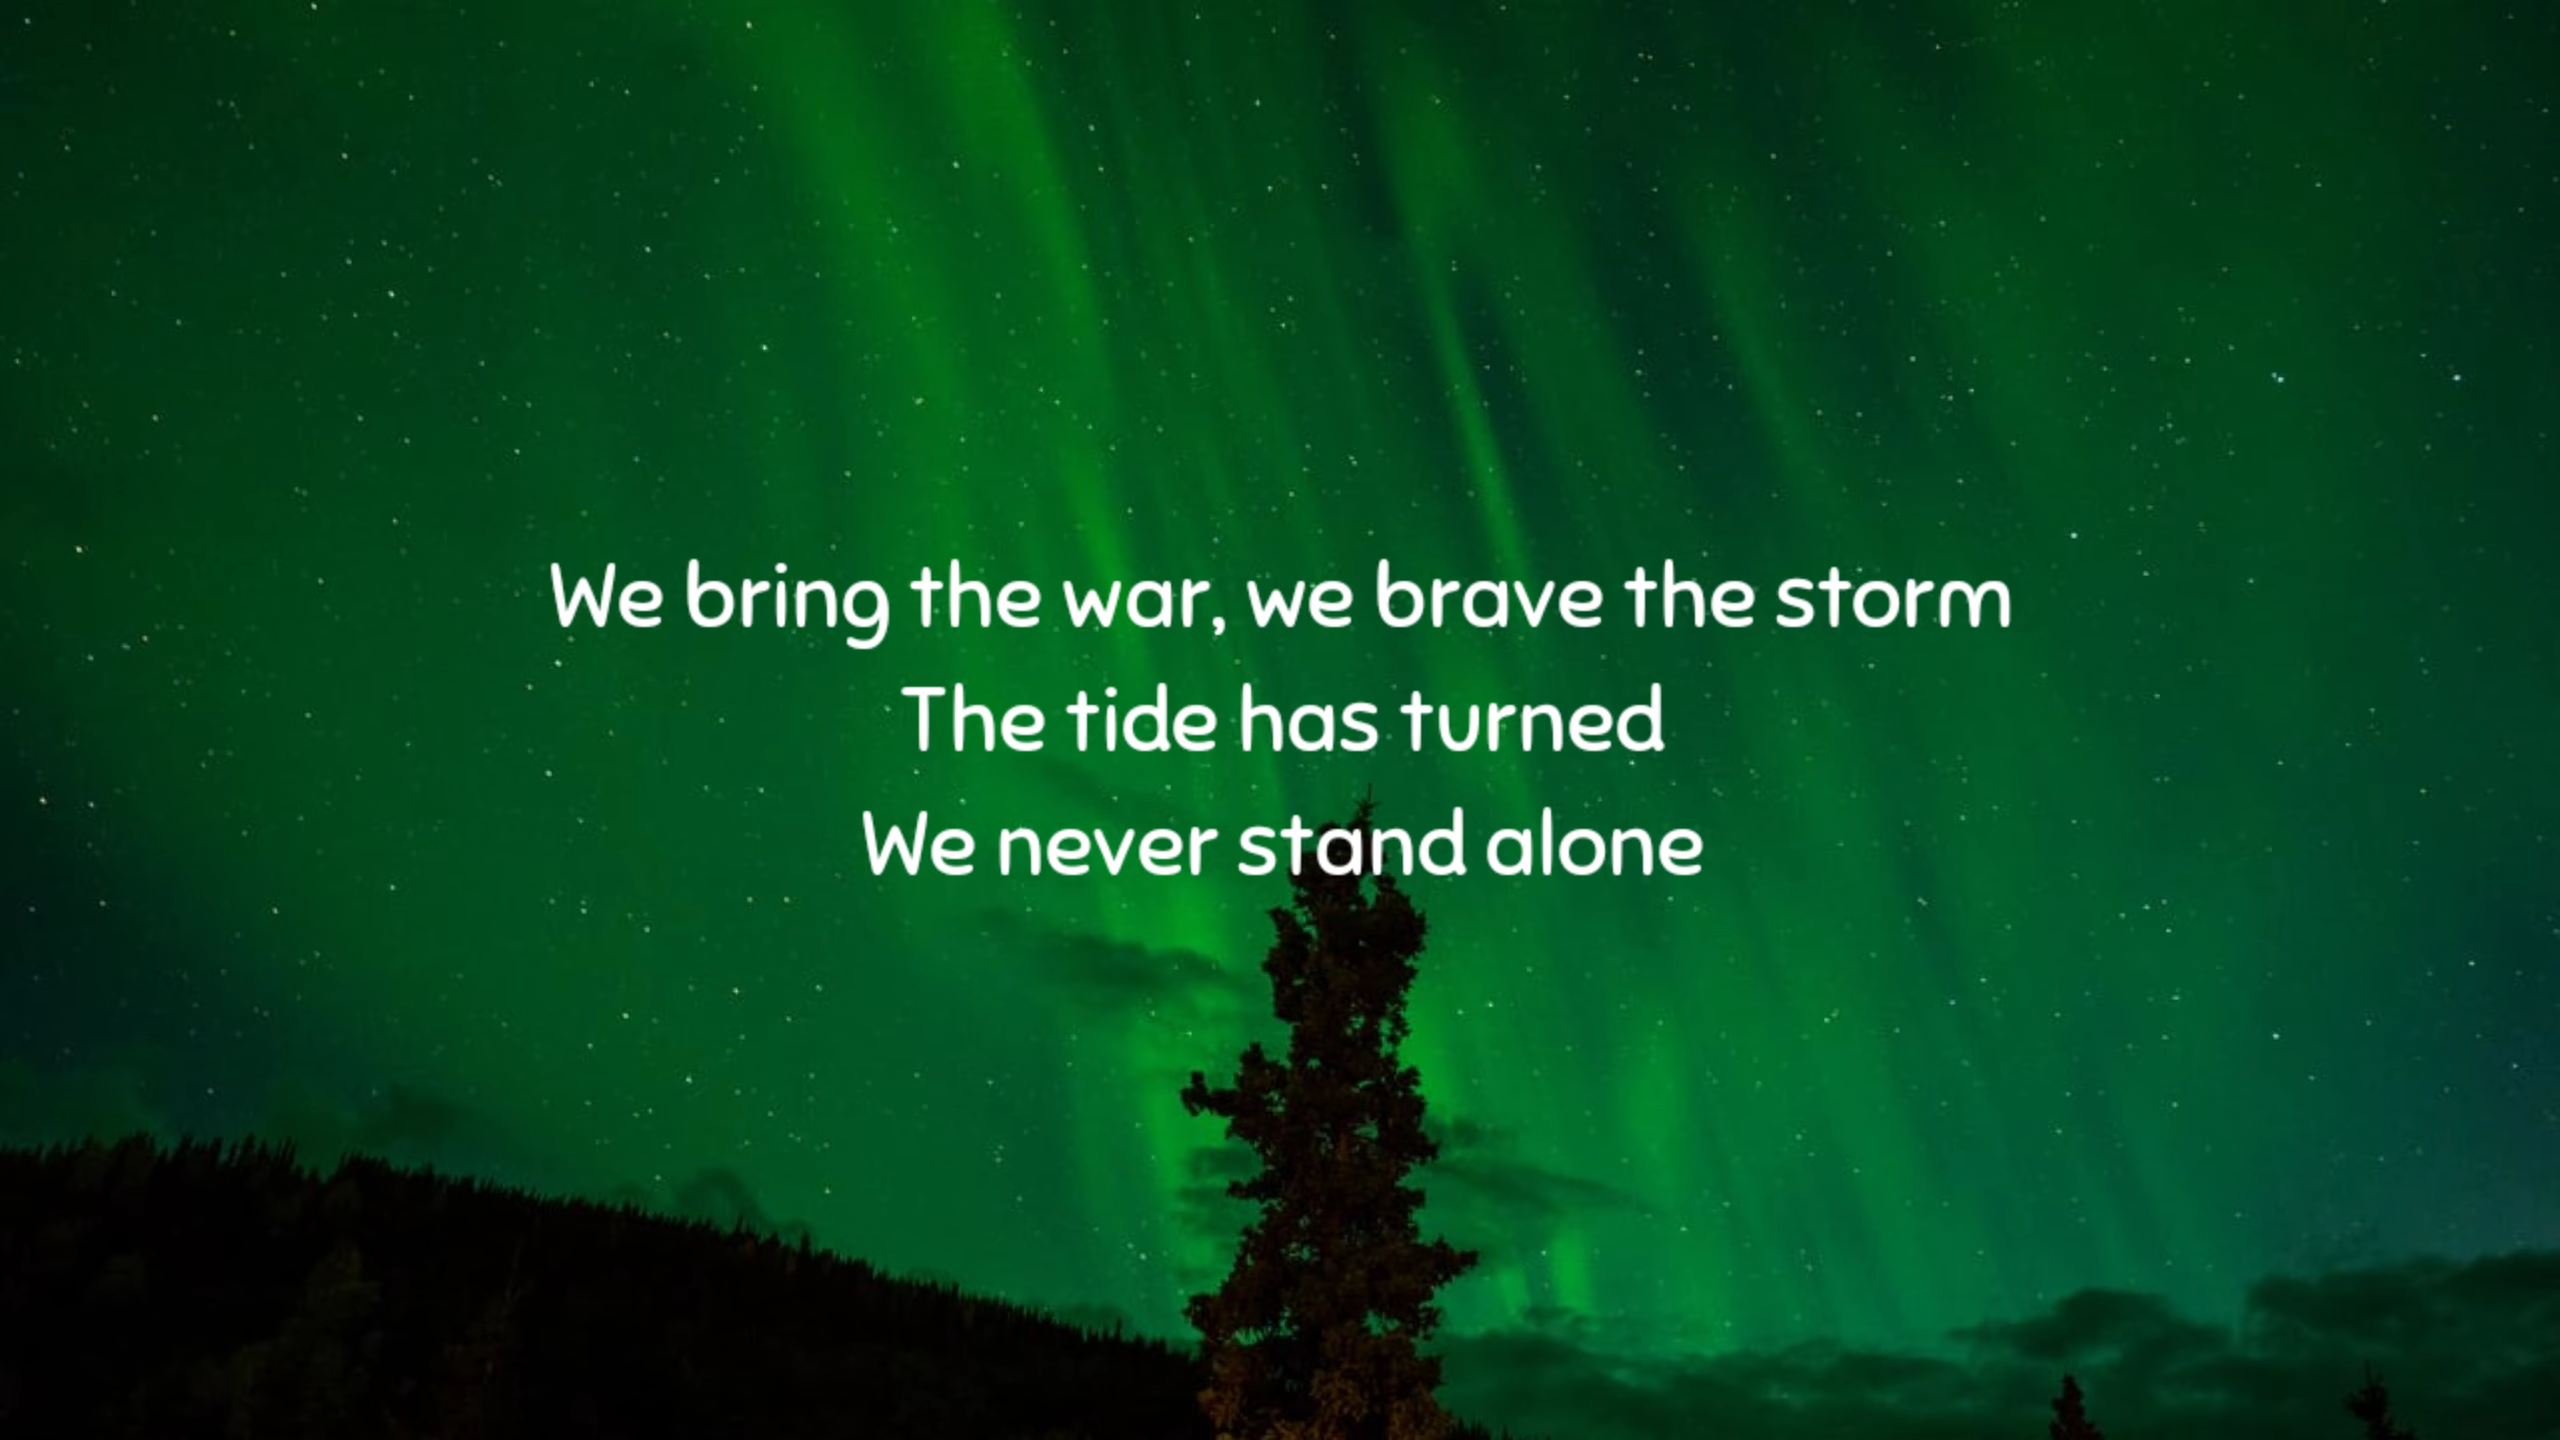 We bring the war, we brave the storm
The tide has turned
We never stand alone